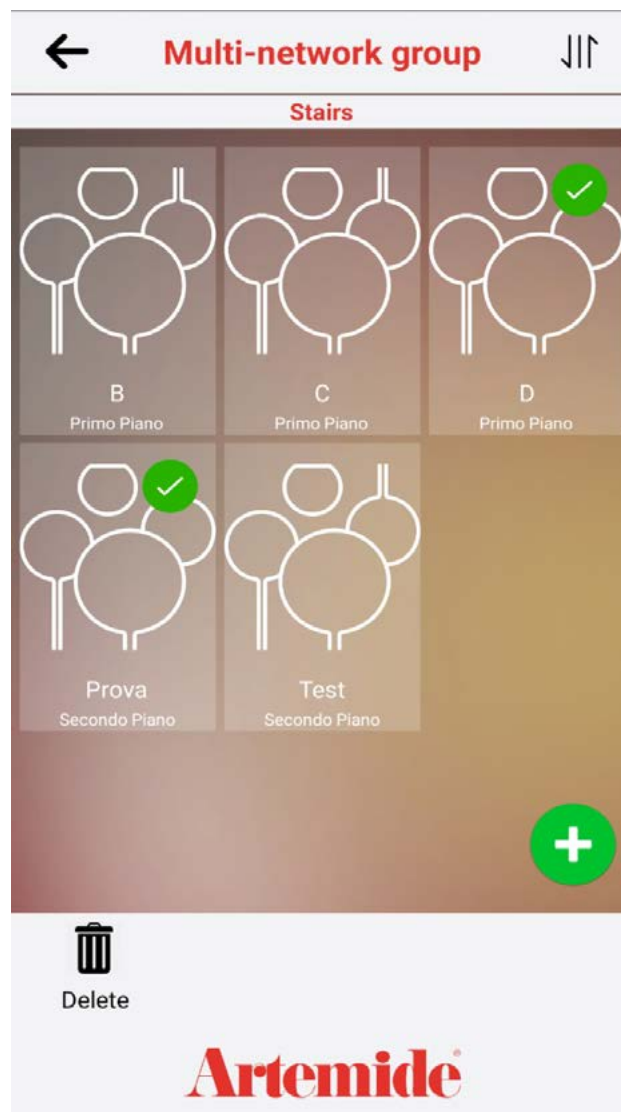 Multi-network group
Stairs
B
Primo Piano
C
Primo Piano
D
Primo Piano
Prova
Secondo Piano
Test
Secondo Piano
Delete
Artemide®